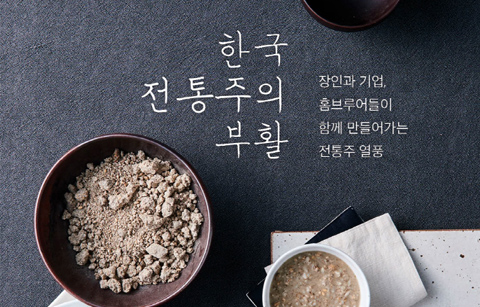 한국
전통주의
부활
장인과 기업,
홈브루어들이
함께 만들어가는
전통주 열풍